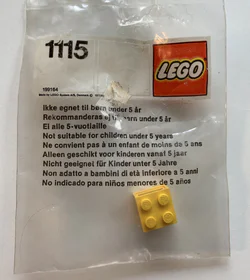 1115
LEGO
190164
Ikke egnet til børn under 5 år
Rekommanderas ej till barn under 5 år
Ei alle 5-vuotiaille
Not suitable for children under 5 years
Ne convient pas à un enfant de moins de 5 ans
Alleen geschikt voor kinderen vanaf 5 jaar
Nicht geeignet für Kinder unter 5 Jahre
Non adatto a bambini di età inferiore a 5 anni
No indicado para niños menores de 5 años